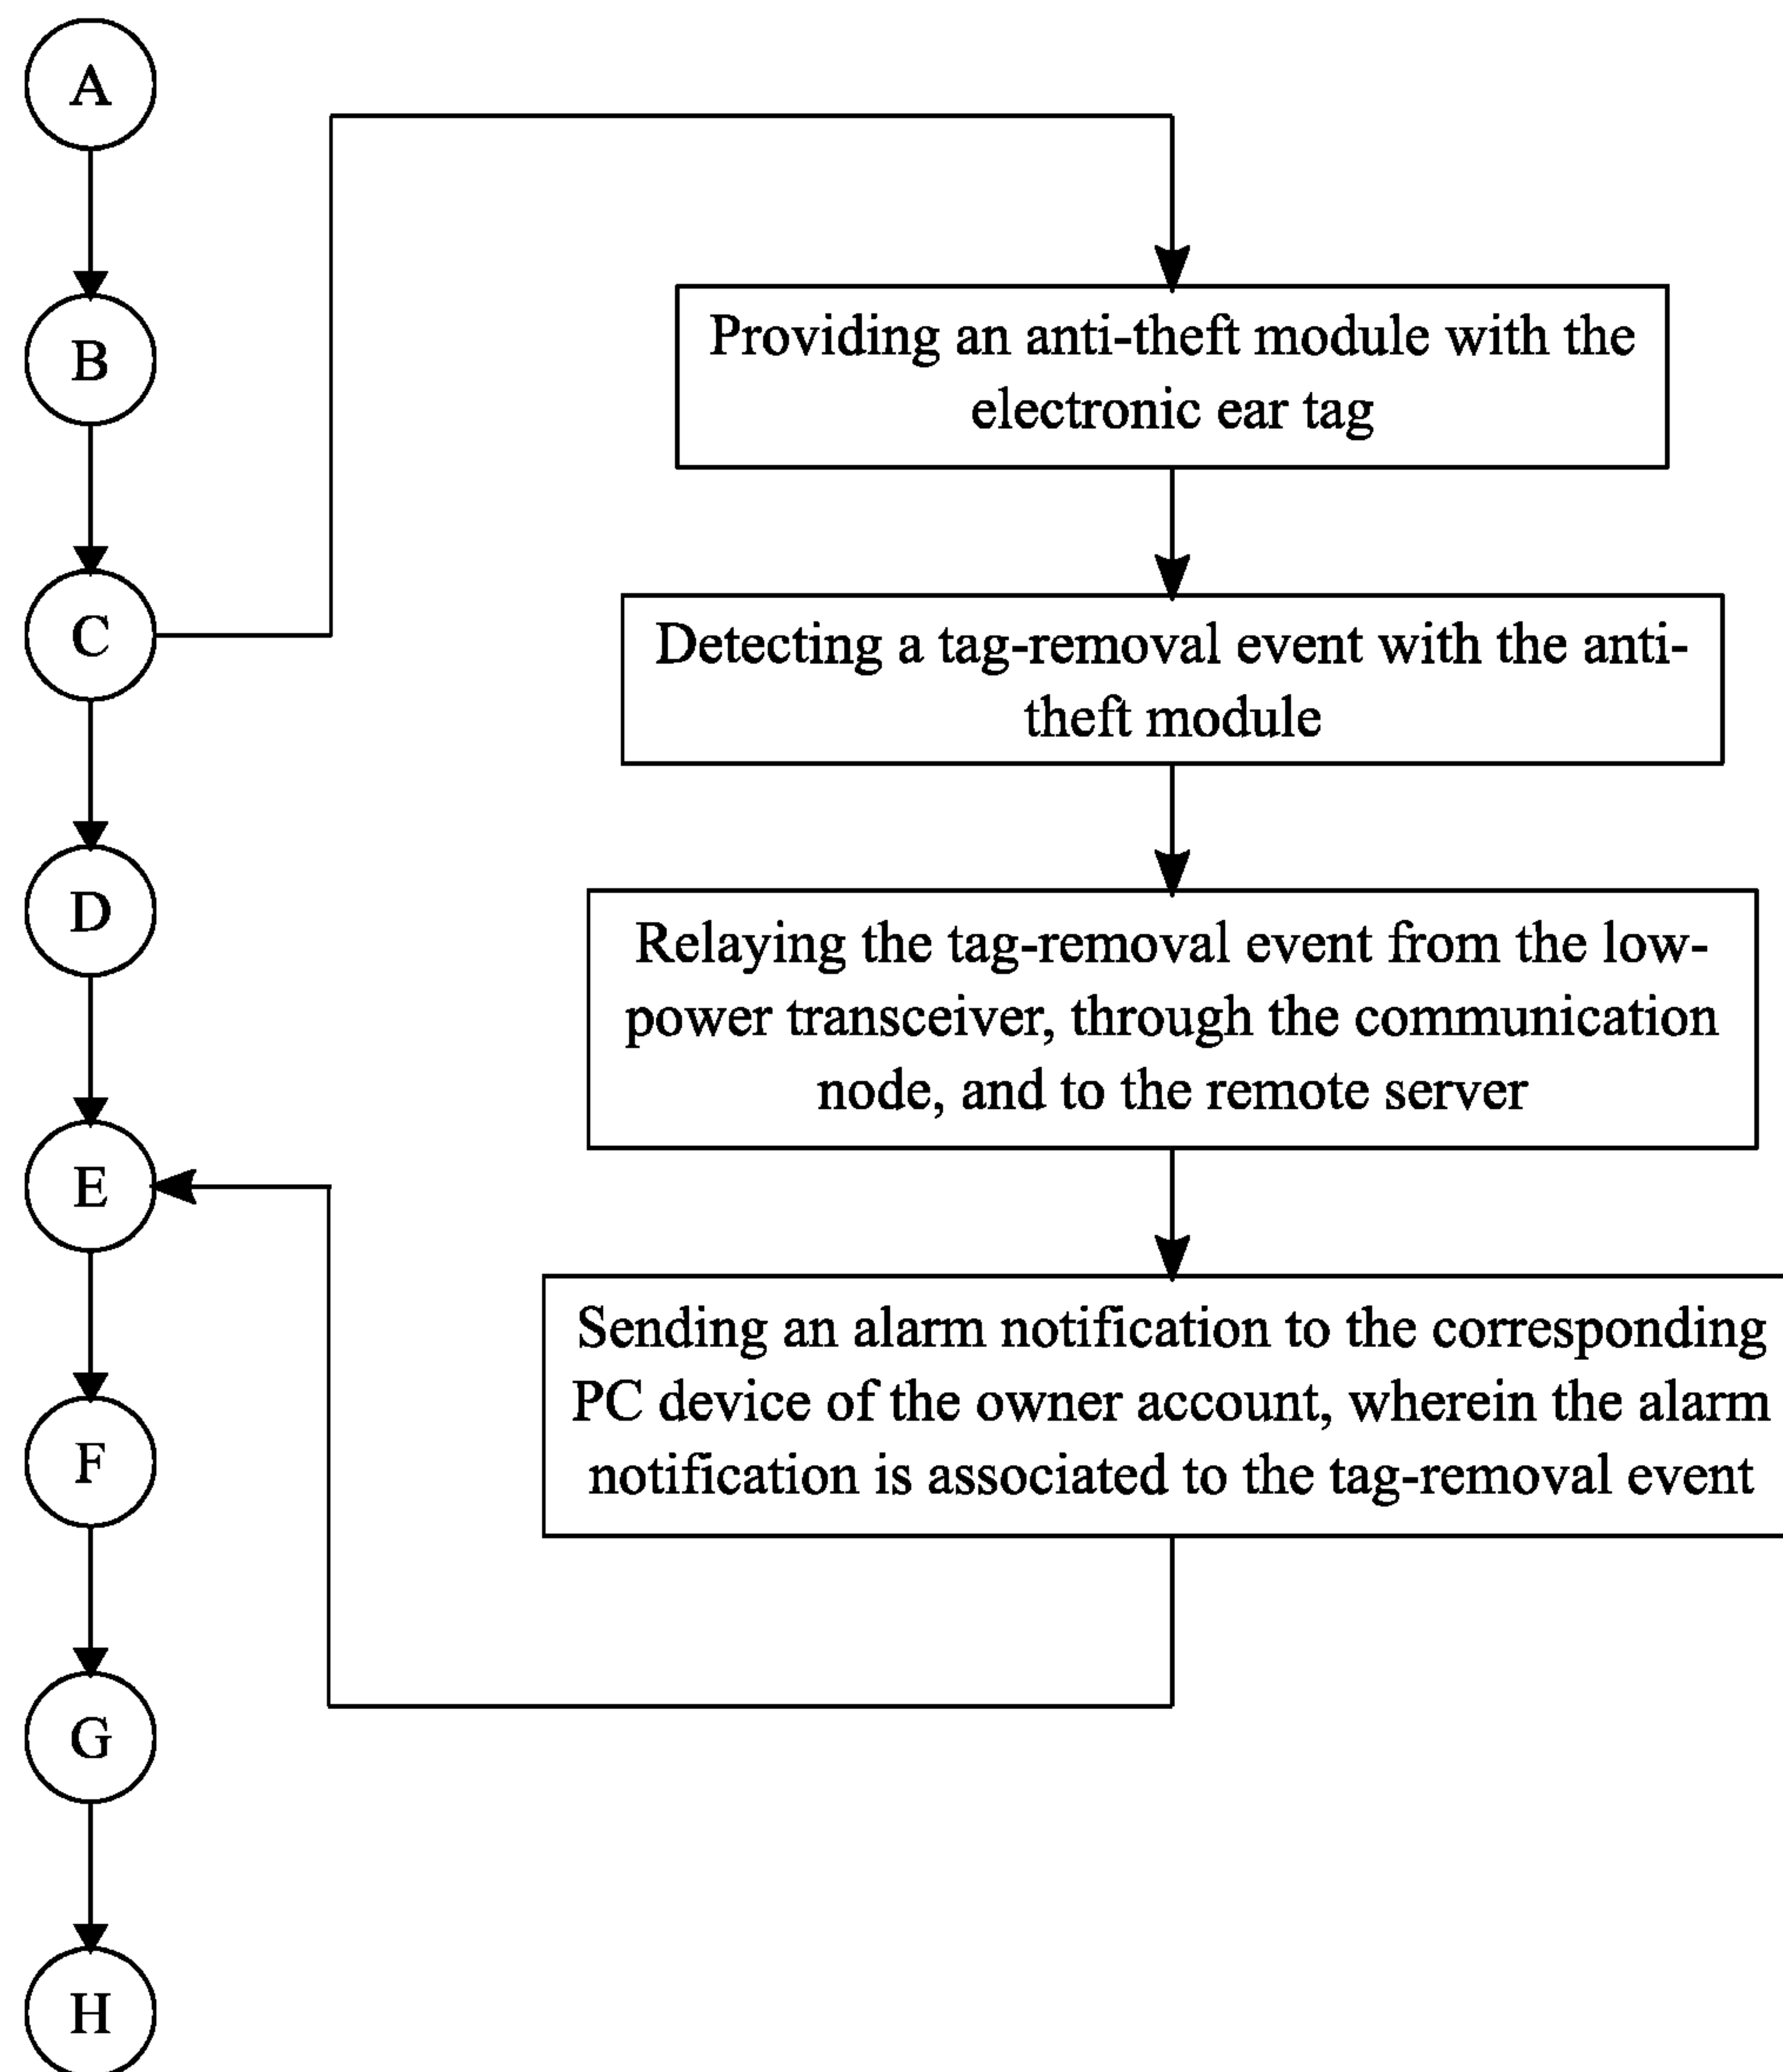 A
B
C
D
E
F
G
H
Providing an anti-theft module with the
electronic ear tag
Detecting a tag-removal event with the anti-
theft module
Relaying the tag-removal event from the low-
power transceiver, through the communication
node, and to the remote server
Sending an alarm notification to the corresponding
PC device of the owner account, wherein the alarm
notification is associated to the tag-removal event